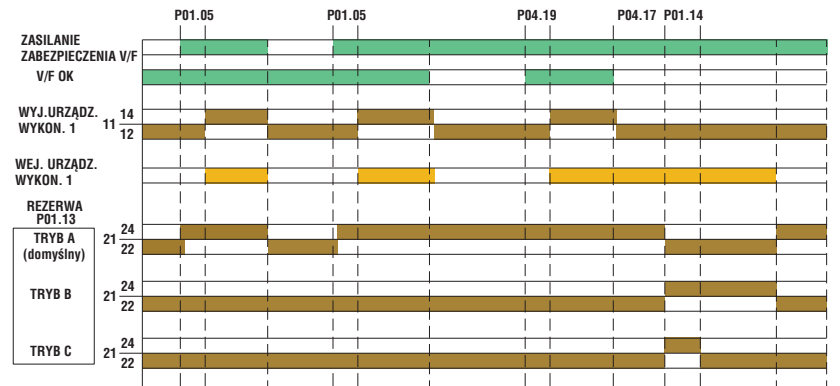 P01.05 P01.05 P04.19 P04.17 P01.14
ZASILANIE
ZABEZPIECZENIA V/F
V/F OK
WYJ.URZĄDZ.
WYKON. 1
11
14
12
WEJ. URZĄDZ.
WYKON. 1
REZERWA
P01.13
TRYB A
(domyślny)
21
24
22
TRYB B
21
24
22
TRYB C
21
24
22